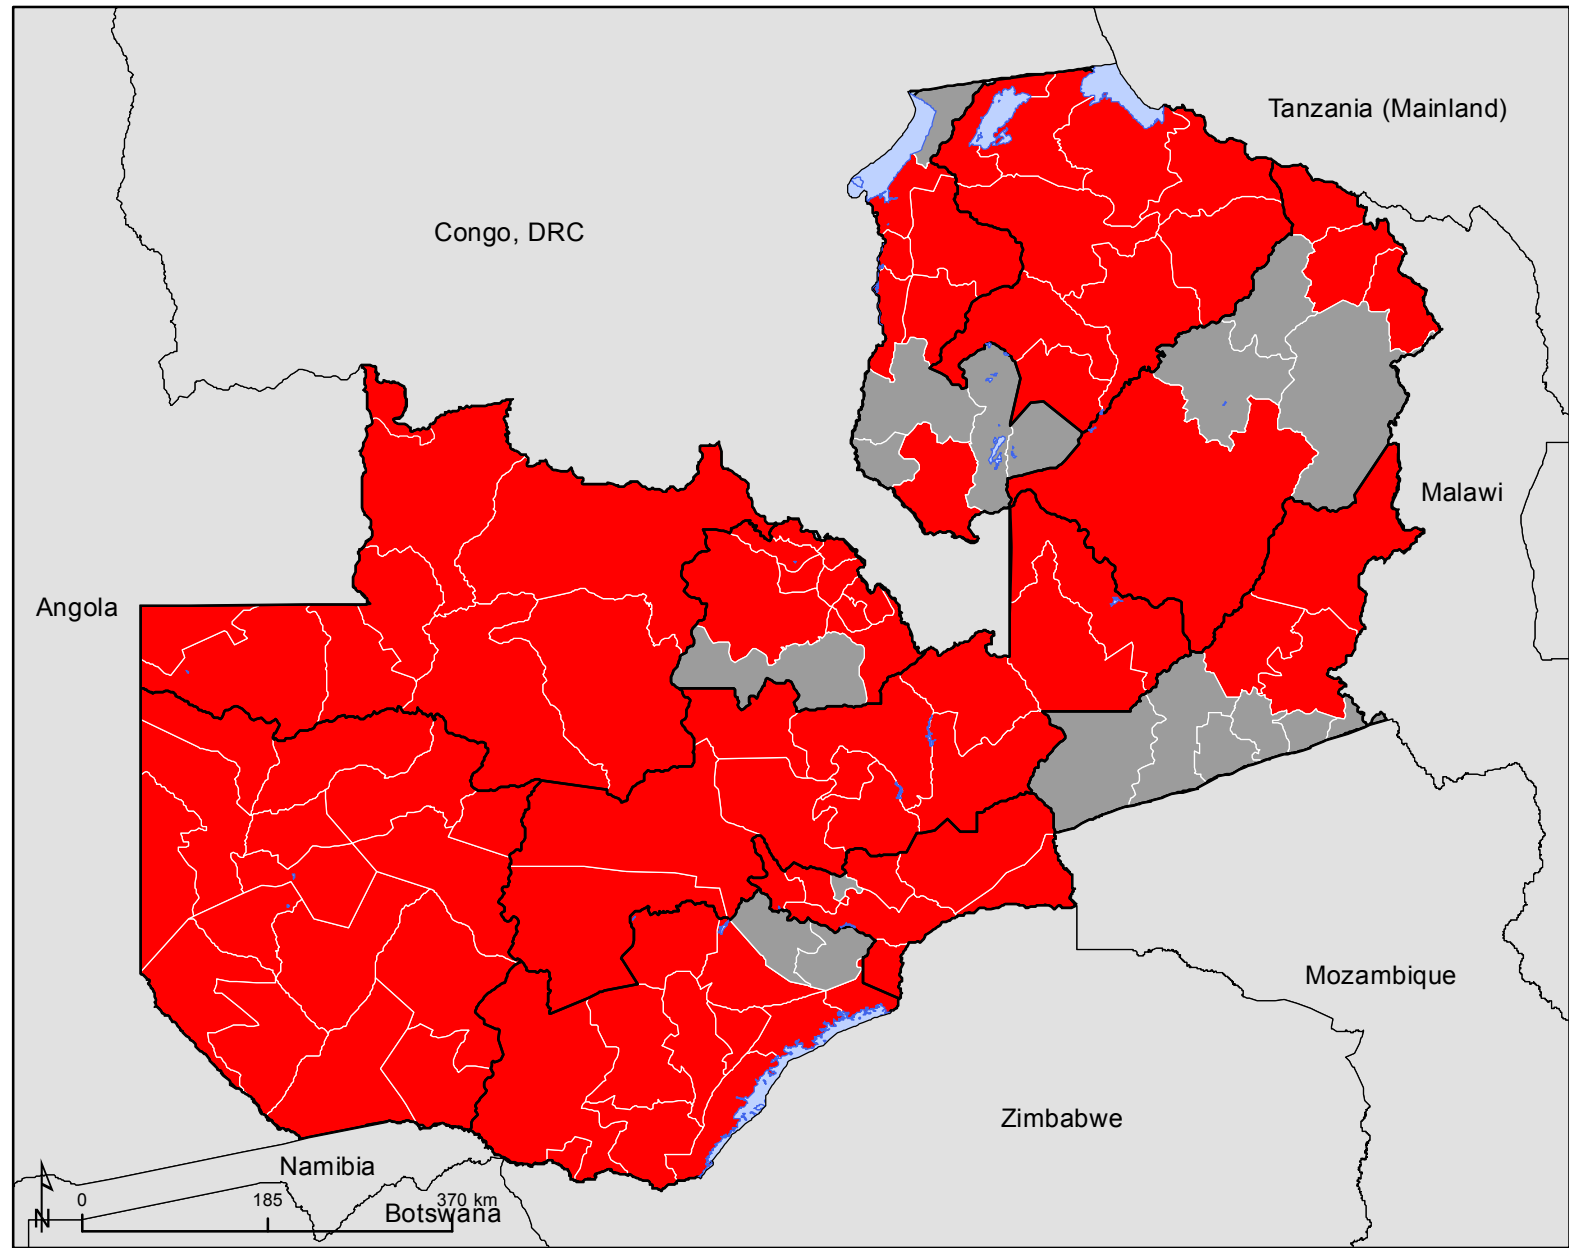 Tanzania (Mainland)
Congo, DRC
Malawi
Angola
Mozambique
Zimbabwe
Namibia
Botswana
N
0 185 370 km